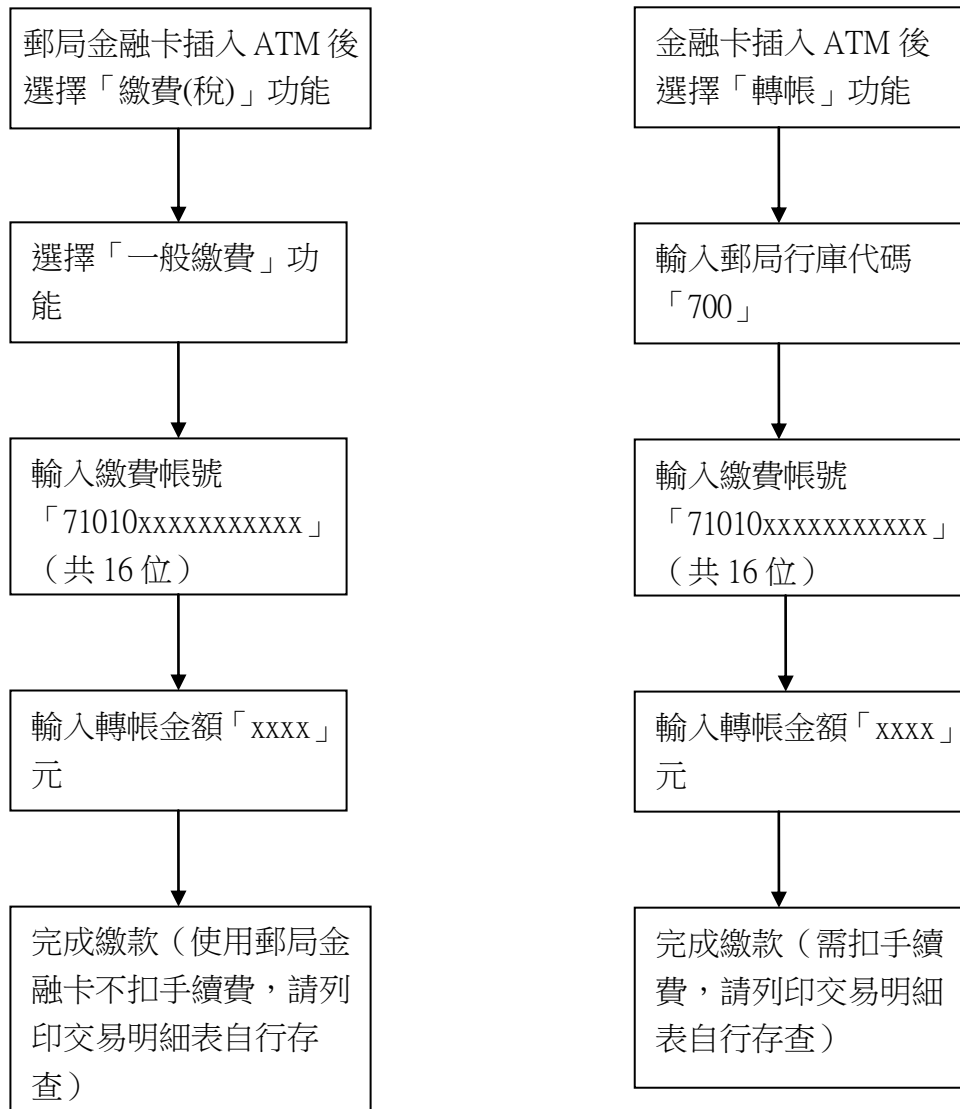 郵局金融卡插入 ATM 後
選擇「繳費(稅)」功能
選擇「一般繳費」功
能
輸入繳費帳號
「71010xxxxxxxxxxx」
（共 16 位）
輸入轉帳金額「xxxx」
元
完成繳款（使用郵局金
融卡不扣手續費，請列
印交易明細表自行存
查）
金融卡插入 ATM 後
選擇「轉帳」功能
輸入郵局行庫代碼
「700」
輸入繳費帳號
「71010xxxxxxxxxxx」
（共 16 位）
輸入轉帳金額「xxxx」
元
完成繳款（需扣手續
費，請列印交易明細
表自行存查）